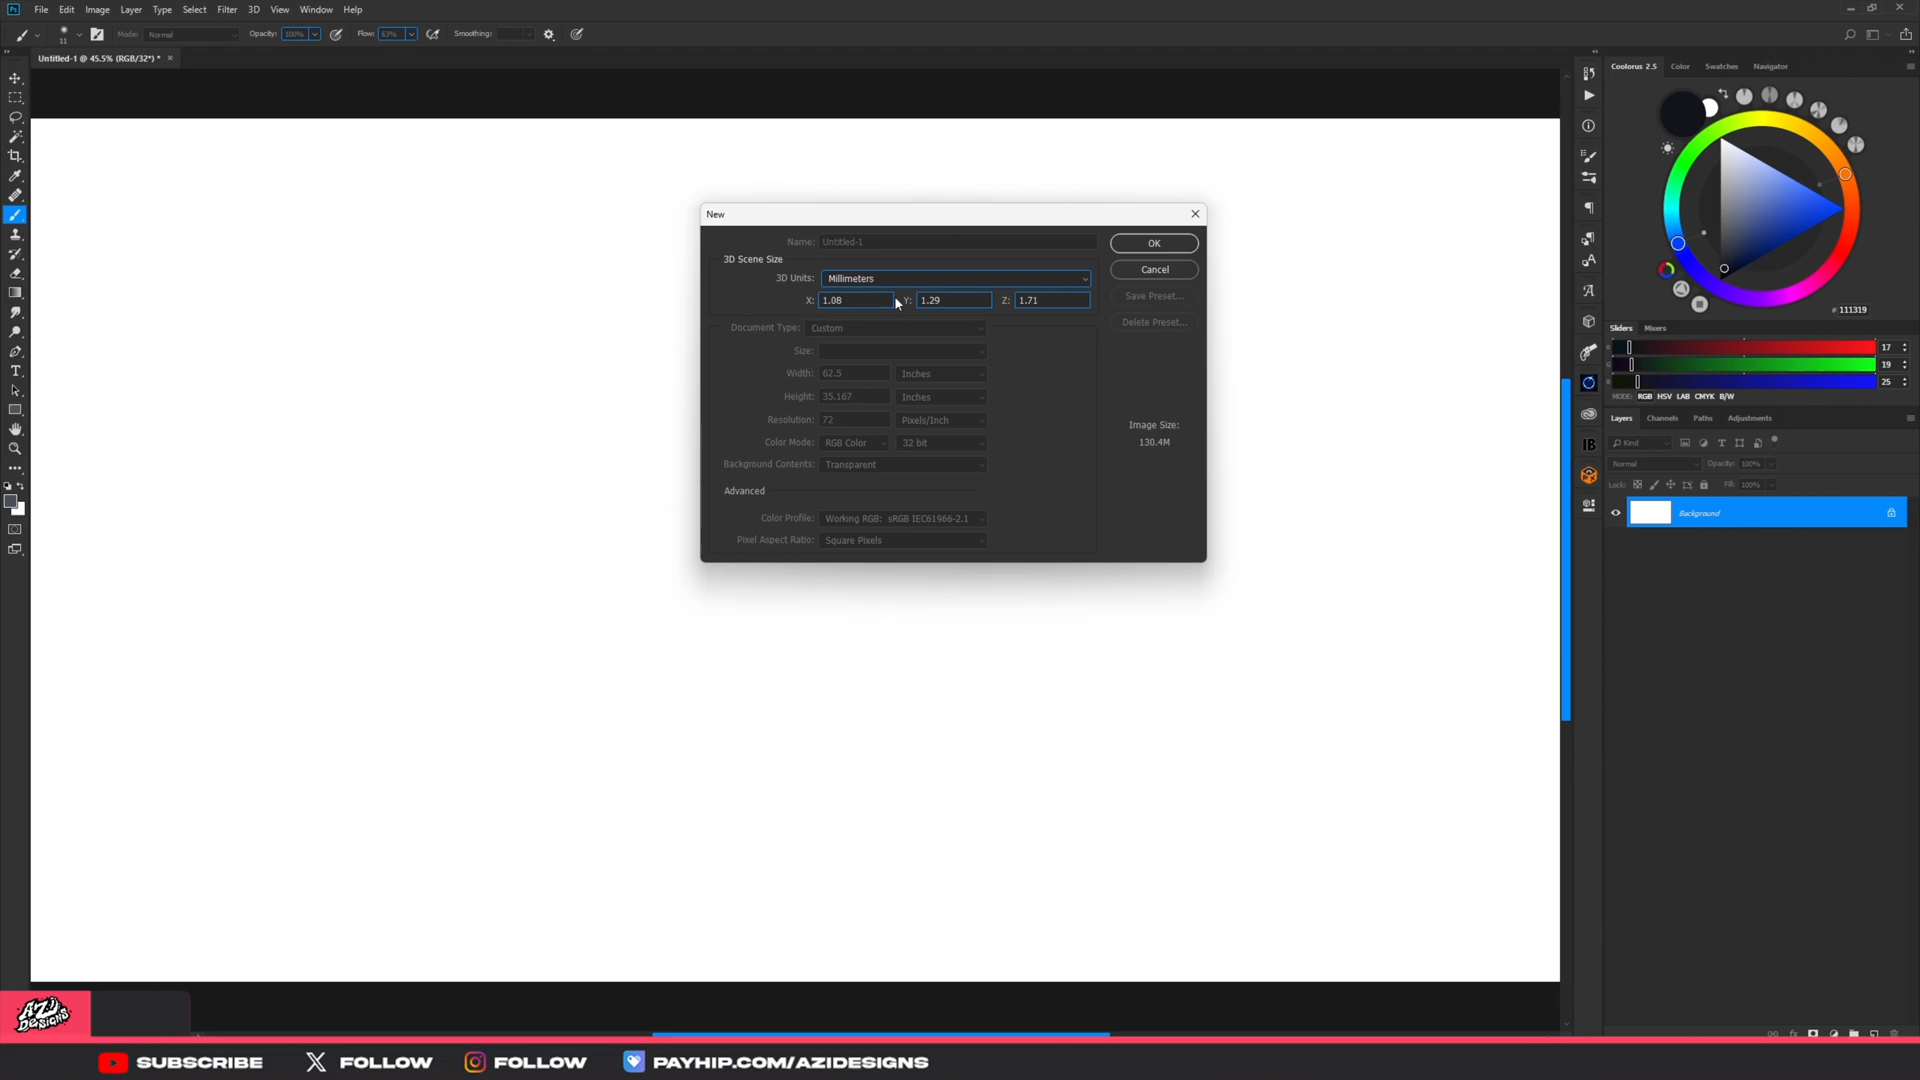 File Edit Image Layer Type Select Filter 3D View Window Help
11 Mode: Normal Opacity: 100% Flow: 63% Smoothing:
Untitled-1 @ 45.5% (RGB/32*) *
Coolorus 2.5 Color Swatches Navigator
New
Name: Untitled-1
OK
3D Scene Size
3D Units: Millimeters
Cancel
X: 1.08 Y: 1.29 Z: 1.71
Save Preset...
Document Type: Custom
Delete Preset...
Size:
Width: 62.5 Inches
Height: 35.167 Inches
Resolution: 72 Pixels/Inch
Image Size:
130.4M
Color Mode: RGB Color 32 bit
Background Contents: Transparent
Advanced
Color Profile: Working RGB: sRGB IEC61966-2.1
Pixel Aspect Ratio: Square Pixels
# 111319
Sliders Mixers
17
19
25
MODE: RGB HSV LAB CMYK B/W
Layers Channels Paths Adjustments
Kind
Normal Opacity: 100%
Lock: Fill: 100%
Background
AZI DESIGNS
SUBSCRIBE FOLLOW FOLLOW PAYHIP.COM/AZIDESIGNS